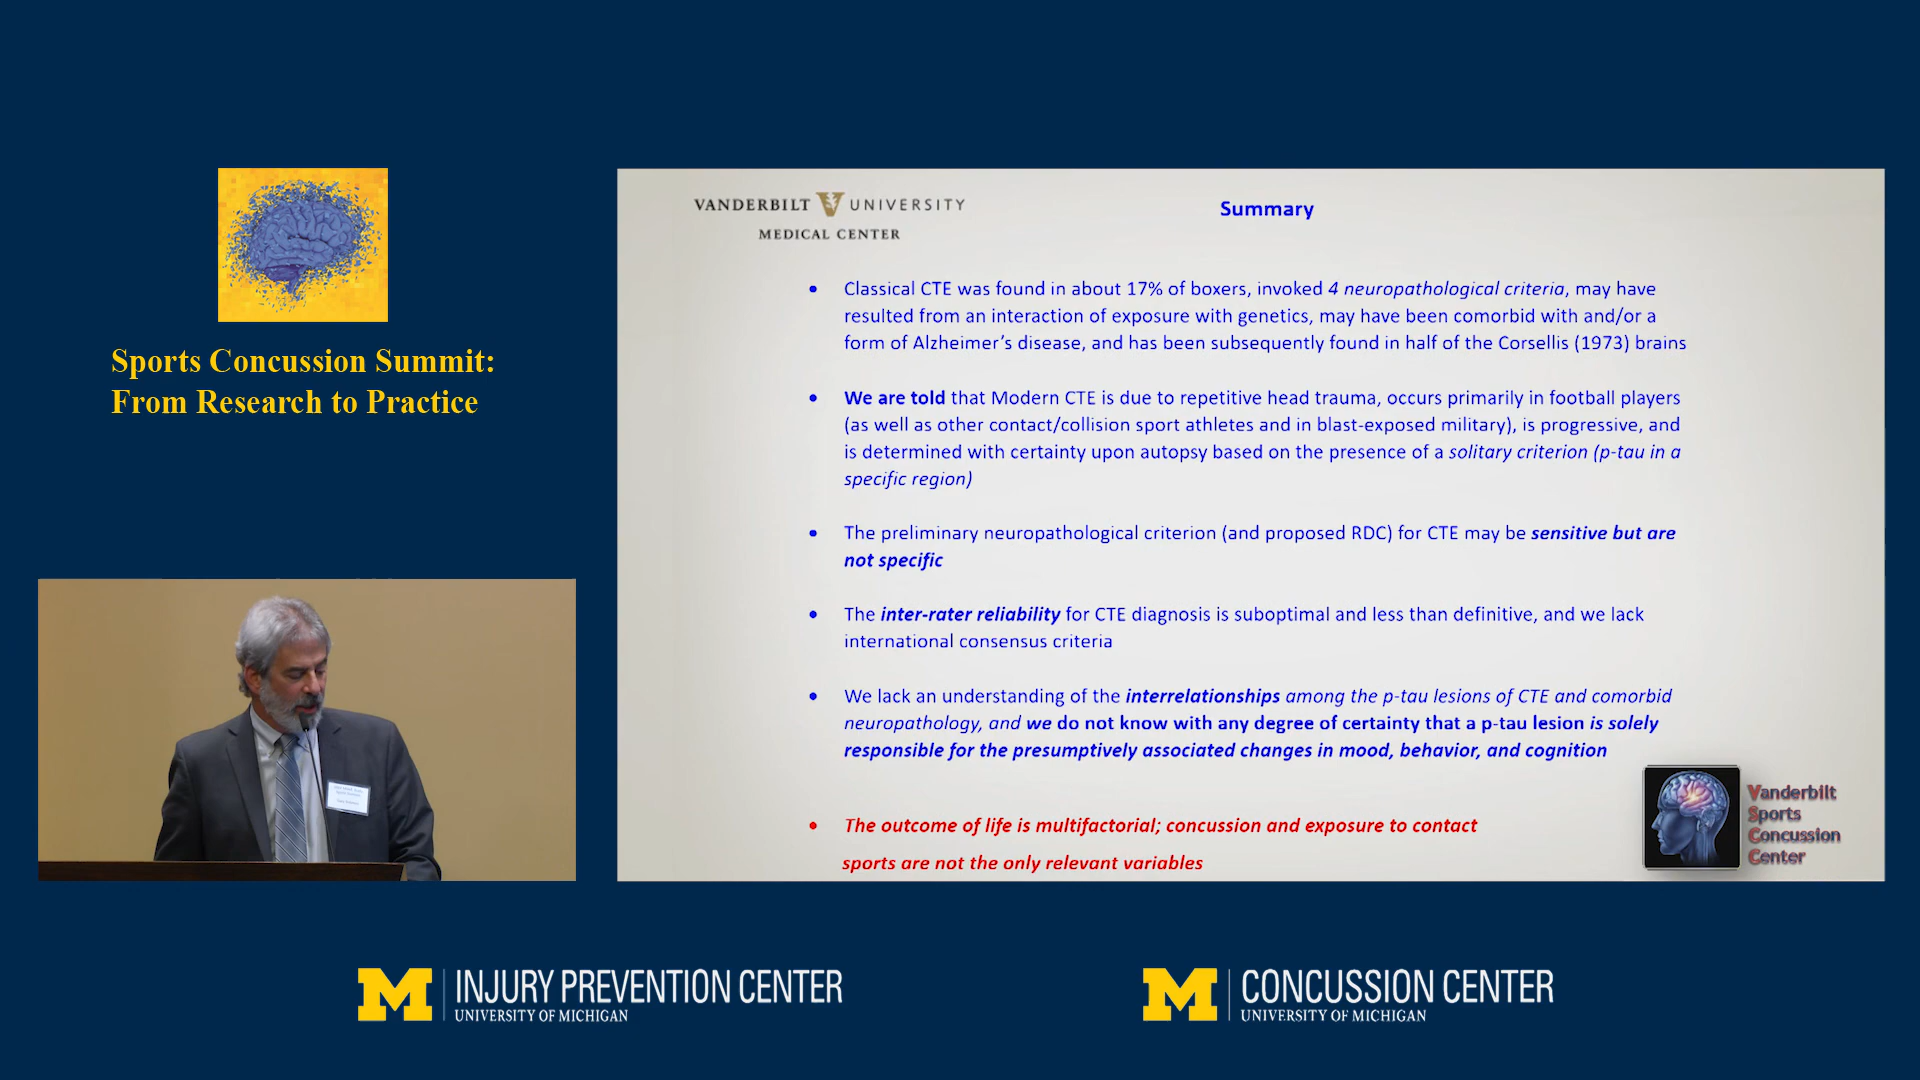 Sports Concussion Summit:
From Research to Practice
VANDERBILT V UNIVERSITY
MEDICAL CENTER
Summary
• Classical CTE was found in about 17% of boxers, invoked 4 neuropathological criteria, may have
resulted from an interaction of exposure with genetics, may have been comorbid with and/or a
form of Alzheimer's disease, and has been subsequently found in half of the Corsellis (1973) brains
• We are told that Modern CTE is due to repetitive head trauma, occurs primarily in football players
(as well as other contact/collision sport athletes and in blast-exposed military), is progressive, and
is determined with certainty upon autopsy based on the presence of a solitary criterion (p-tau in a
specific region)
• The preliminary neuropathological criterion (and proposed RDC) for CTE may be sensitive but are
not specific
• The inter-rater reliability for CTE diagnosis is suboptimal and less than definitive, and we lack
international consensus criteria
• We lack an understanding of the interrelationships among the p-tau lesions of CTE and comorbid
neuropathology, and we do not know with any degree of certainty that a p-tau lesion is solely
responsible for the presumptively associated changes in mood, behavior, and cognition
• The outcome of life is multifactorial; concussion and exposure to contact
sports are not the only relevant variables
Vanderbilt
Sports
Concussion
Center
M INJURY PREVENTION CENTER
UNIVERSITY OF MICHIGAN
M CONCUSSION CENTER
UNIVERSITY OF MICHIGAN